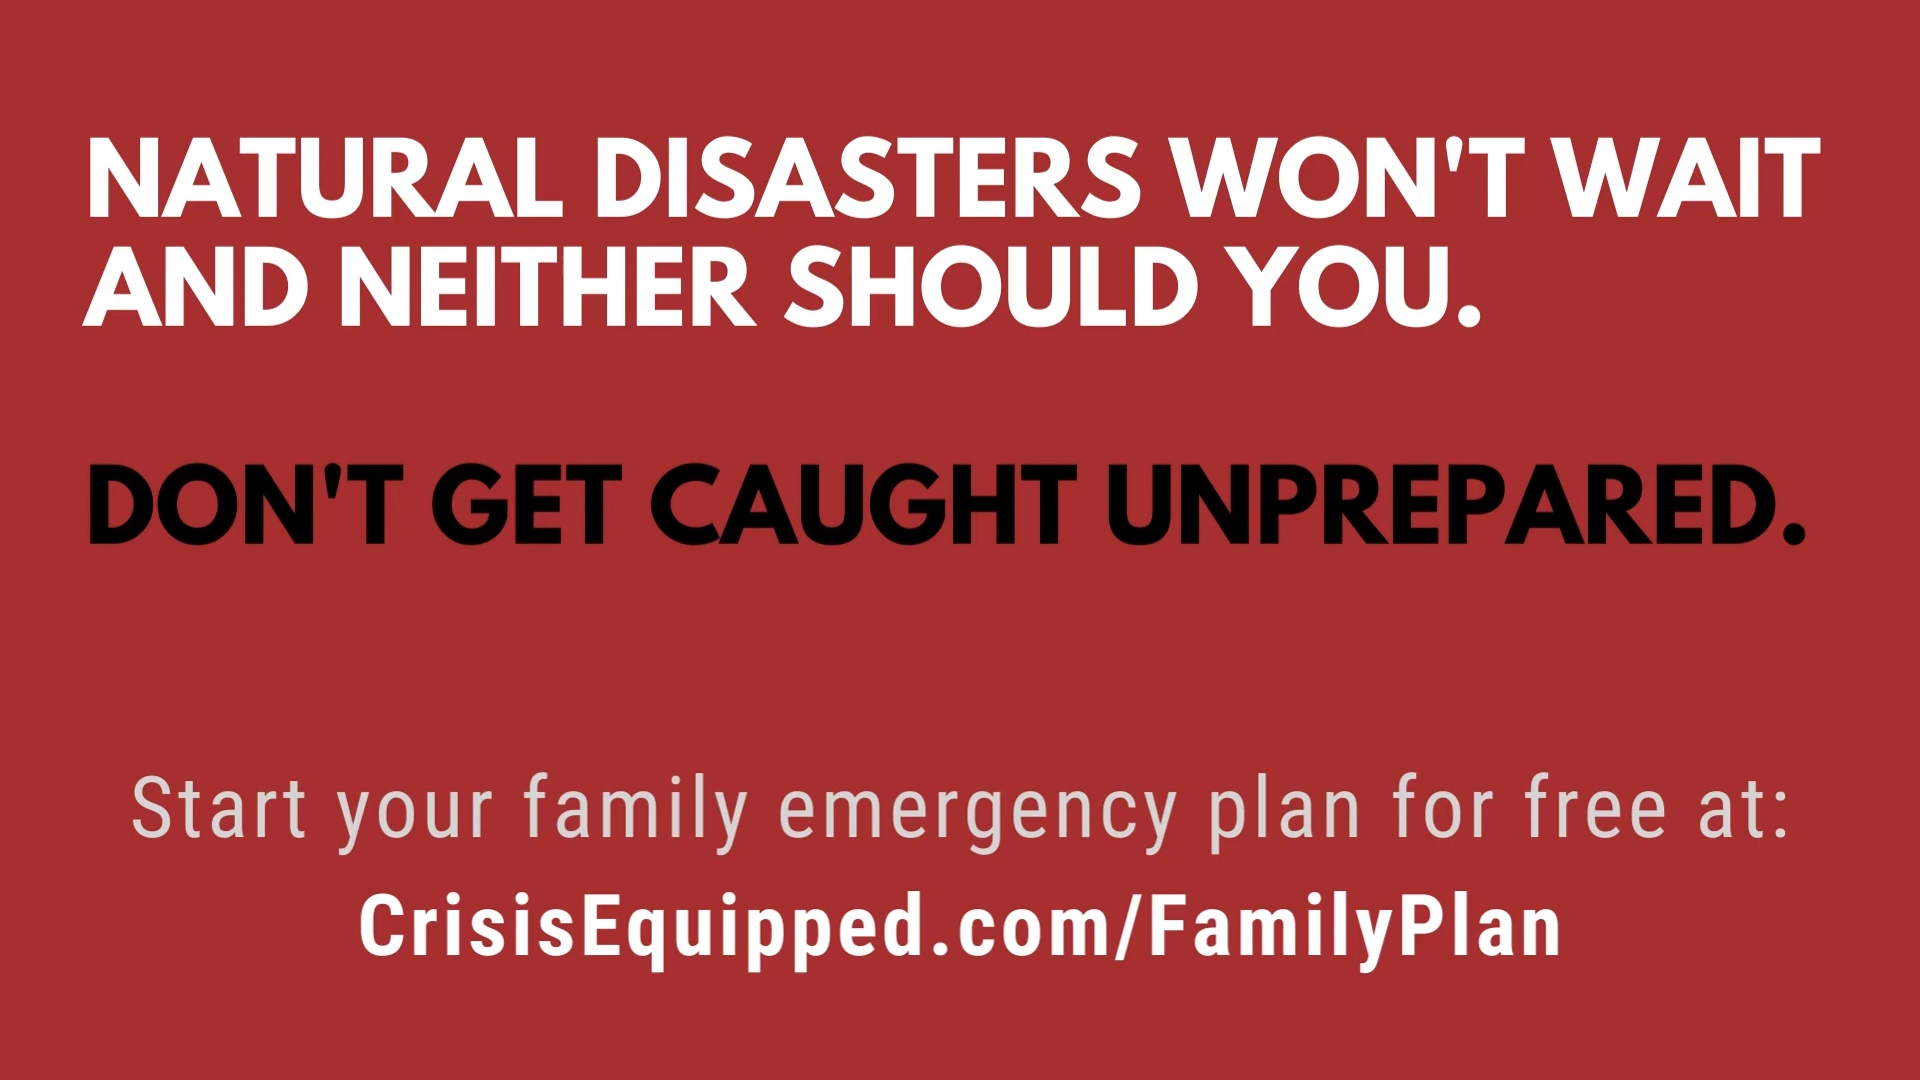 NATURAL DISASTERS WON'T WAIT
AND NEITHER SHOULD YOU.
DON'T GET CAUGHT UNPREPARED.
Start your family emergency plan for free at:
CrisisEquipped.com/FamilyPlan